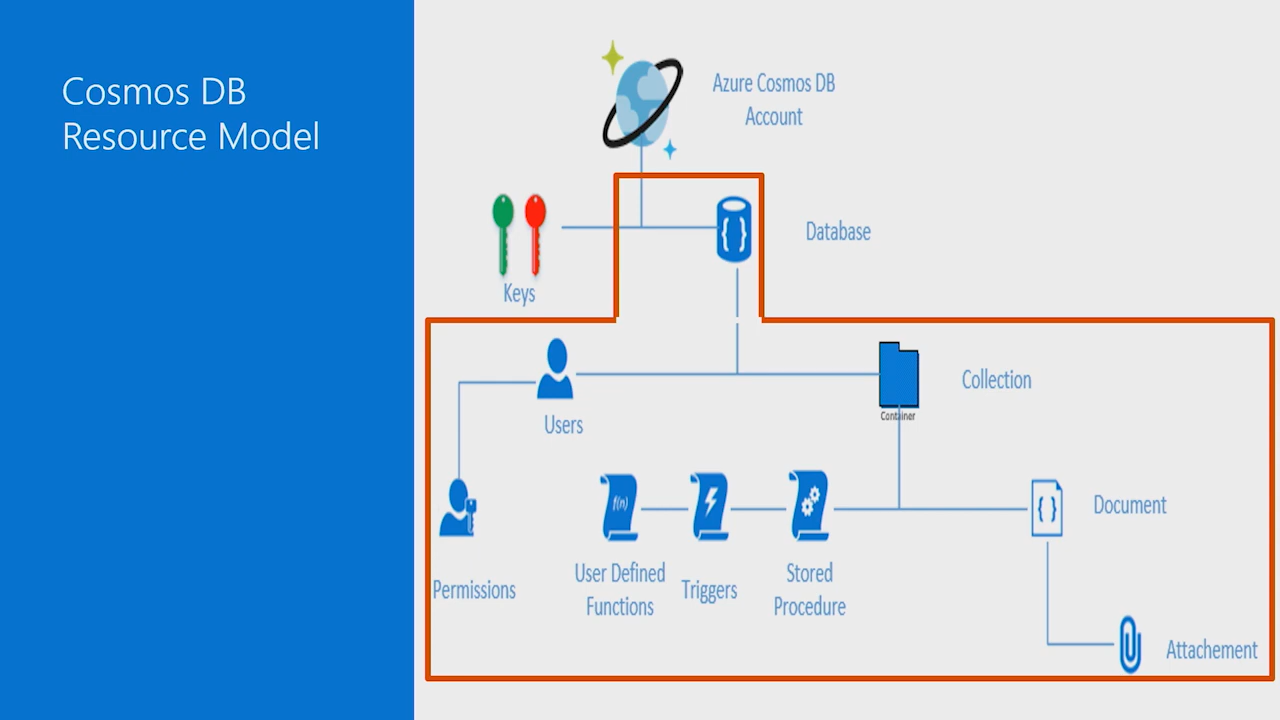 Cosmos DB
Resource Model
Azure Cosmos DB
Account
Database
Keys
Users
Collection
Container
Permissions
f(n)
User Defined
Functions
Triggers
Stored
Procedure
Document
Attachement